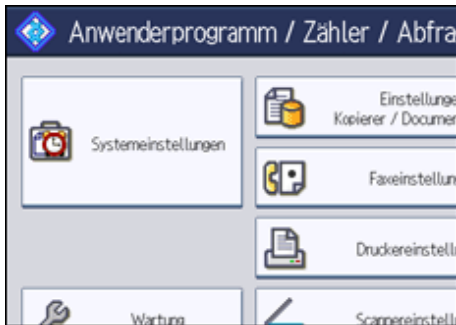 Anwenderprogramm / Zähler / Abfra
Systemeinstellungen
Einstellunge
Kopierer / Documen
Faxeinstellun
Druckereinstell
Wartung
Scannereinstell